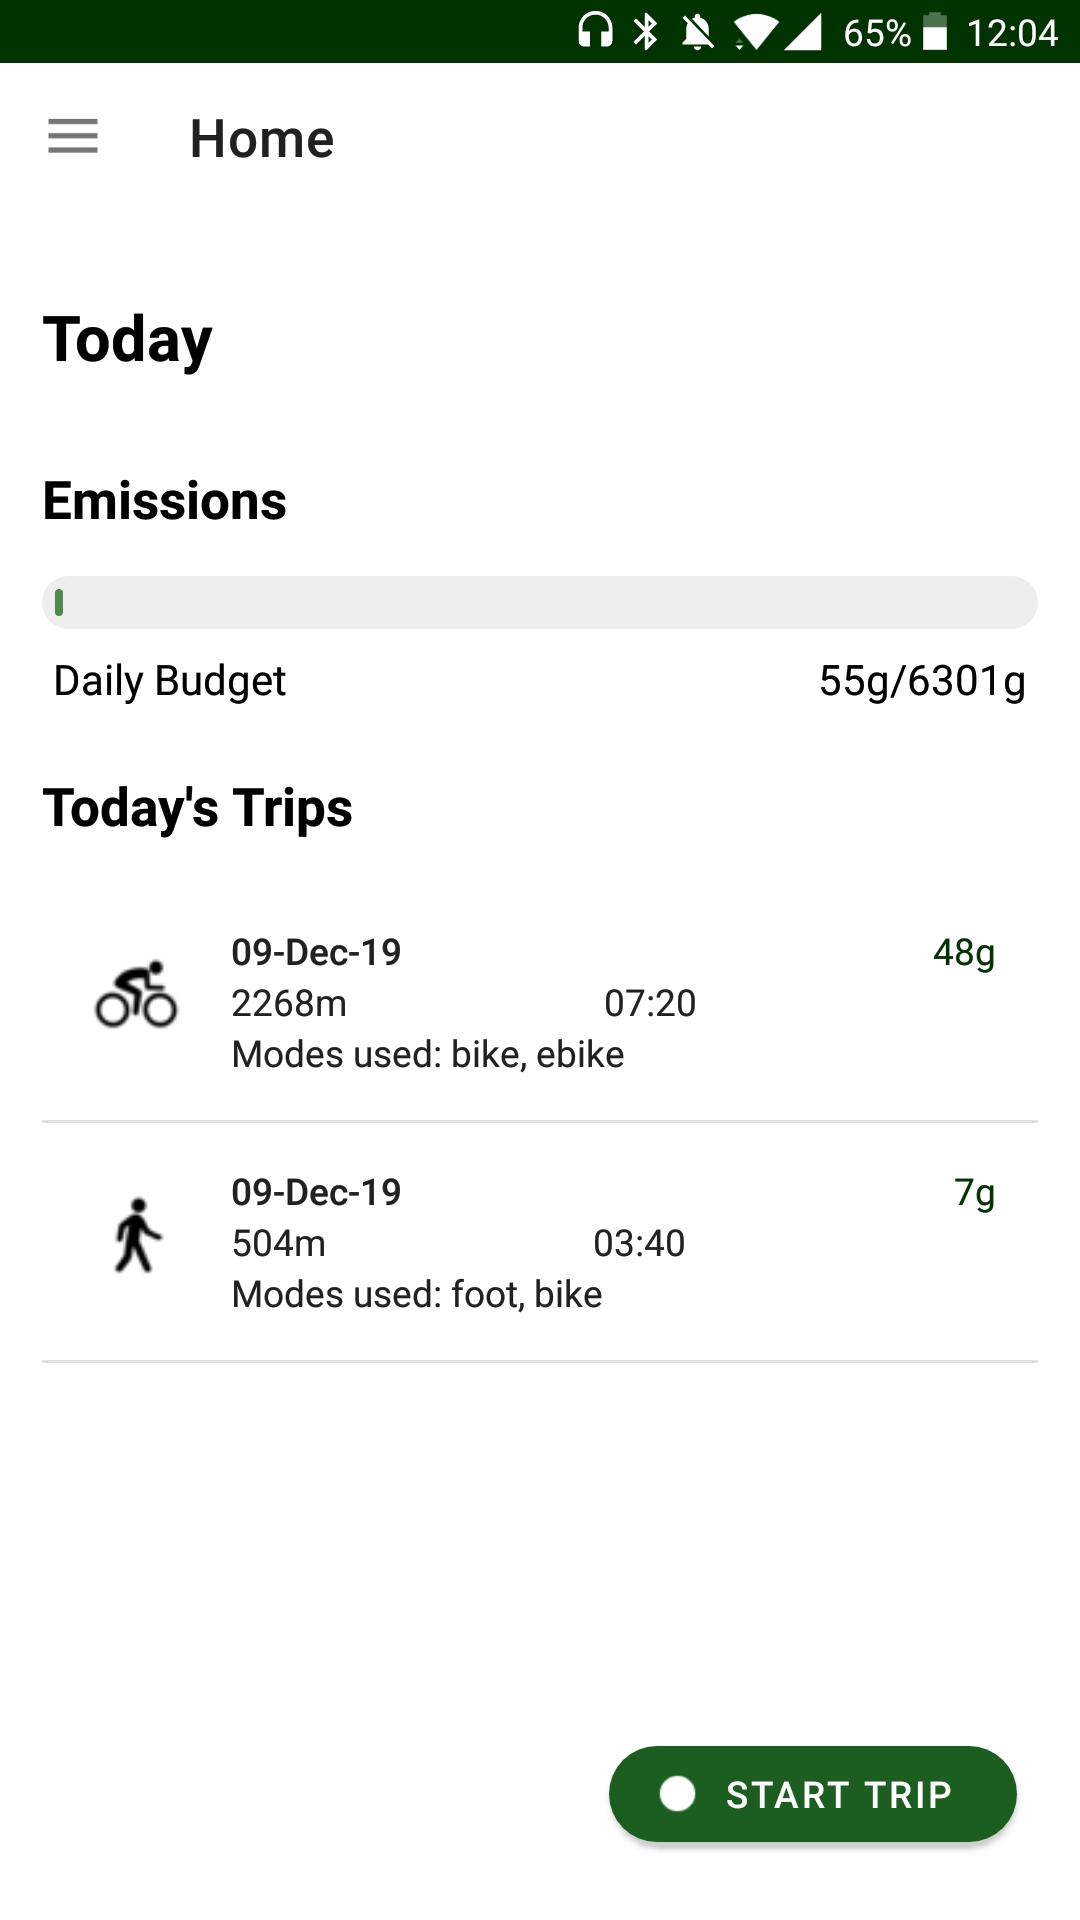 65% 12:04
Home
Today
Emissions
Daily Budget 55g/6301g
Today's Trips
09-Dec-19 48g
2268m 07:20
Modes used: bike, ebike
09-Dec-19 7g
504m 03:40
Modes used: foot, bike
START TRIP